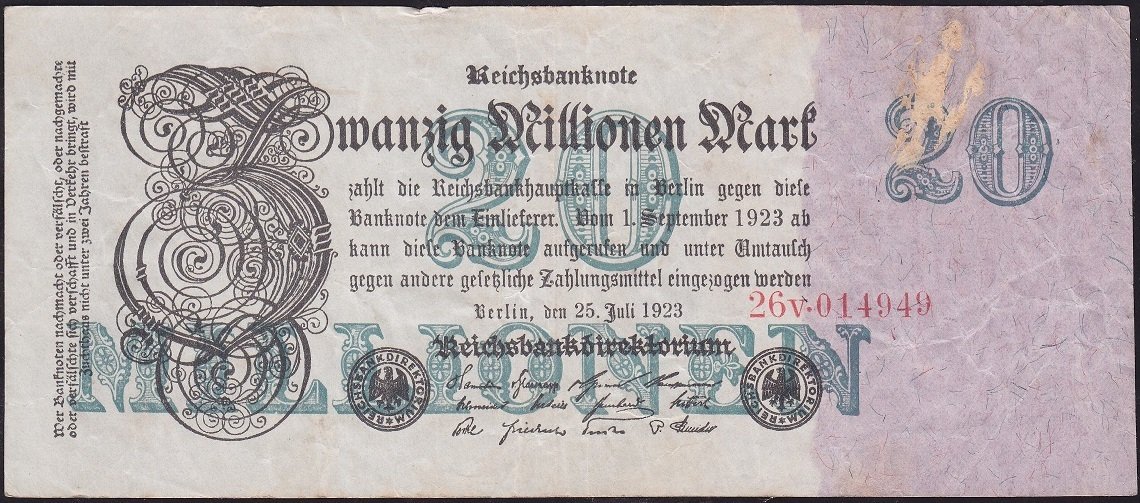 Reichsbanknote
Zwanzig Millionen Mark
20
zahlt die Reichsbankhauptkasse in Berlin gegen diese
Banknote dem Einlieferer. Vom 1. September 1923 ab
kann diese Banknote aufgerufen und unter Umtausch
gegen andere gesetzliche Zahlungsmittel eingezogen werden
Berlin, den 25. Juli 1923
Reichsbankdirektorium
MILLIONEN
REICHSBANKDIREKTORIUM
REICHSBANKDIREKTORIUM
20
26V·014949
Wer Banknoten nachmacht oder verfälscht, oder nachgemachte
oder verfälschte sich verschafft und in Verkehr bringt, wird mit
Zuchthaus nicht unter zwei Jahren bestraft